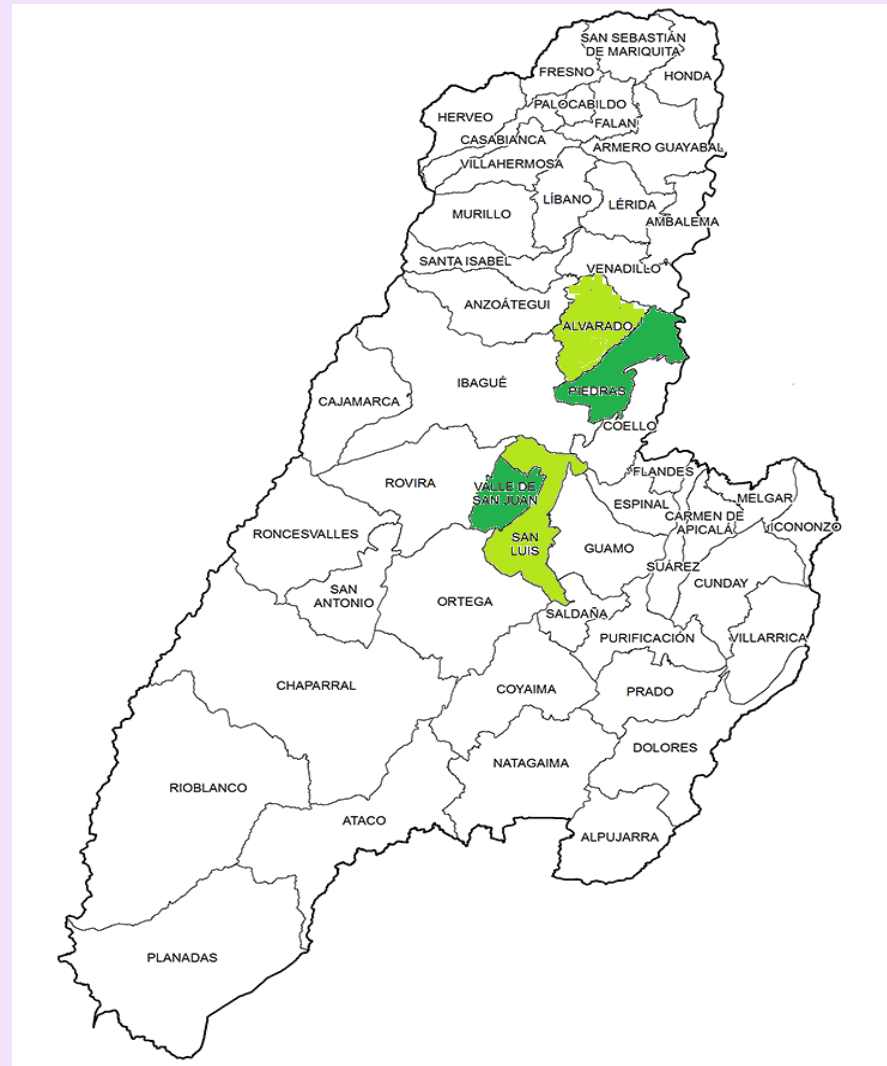 SAN SEBASTIÁN
DE MARIQUITA
FRESNO
HONDA
PALOCABILDO
HERVEO
FALAN
CASABIANCA
ARMERO GUAYABAL
VILLAHERMOSA
LÍBANO
LÉRIDA
MURILLO
AMBALEMA
SANTA ISABEL
VENADILLO
ANZOÁTEGUI
ALVARADO
IBAGUÉ
PIEDRAS
CAJAMARCA
COELLO
FLANDES
ROVIRA
VALLE DE
SAN JUAN
MELGAR
ESPINAL
CARMEN DE
APICALÁ
ICONONZO
RONCESVALLES
SAN
LUIS
GUAMO
SUÁREZ
CUNDAY
SAN
ANTONIO
ORTEGA
SALDAÑA
PURIFICACIÓN
VILLARRICA
CHAPARRAL
COYAIMA
PRADO
DOLORES
NATAGAIMA
RIOBLANCO
ATACO
ALPUJARRA
PLANADAS